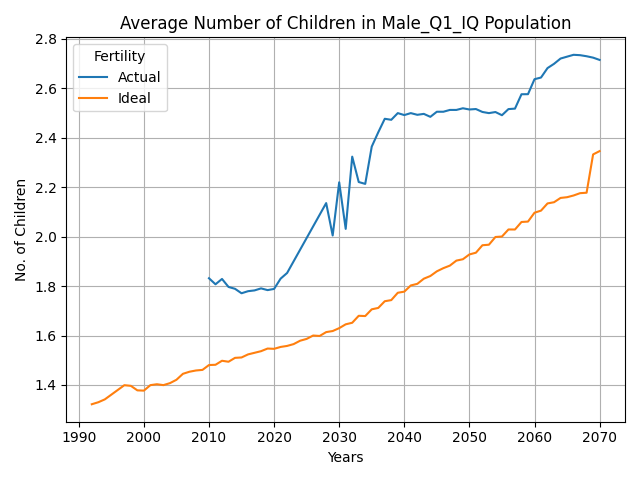 Average Number of Children in Male_Q1_IQ Population
Fertility
Actual
Ideal
No. of Children
2.8
2.6
2.4
2.2
2.0
1.8
1.6
1.4
1990 2000 2010 2020 2030 2040 2050 2060 2070
Years